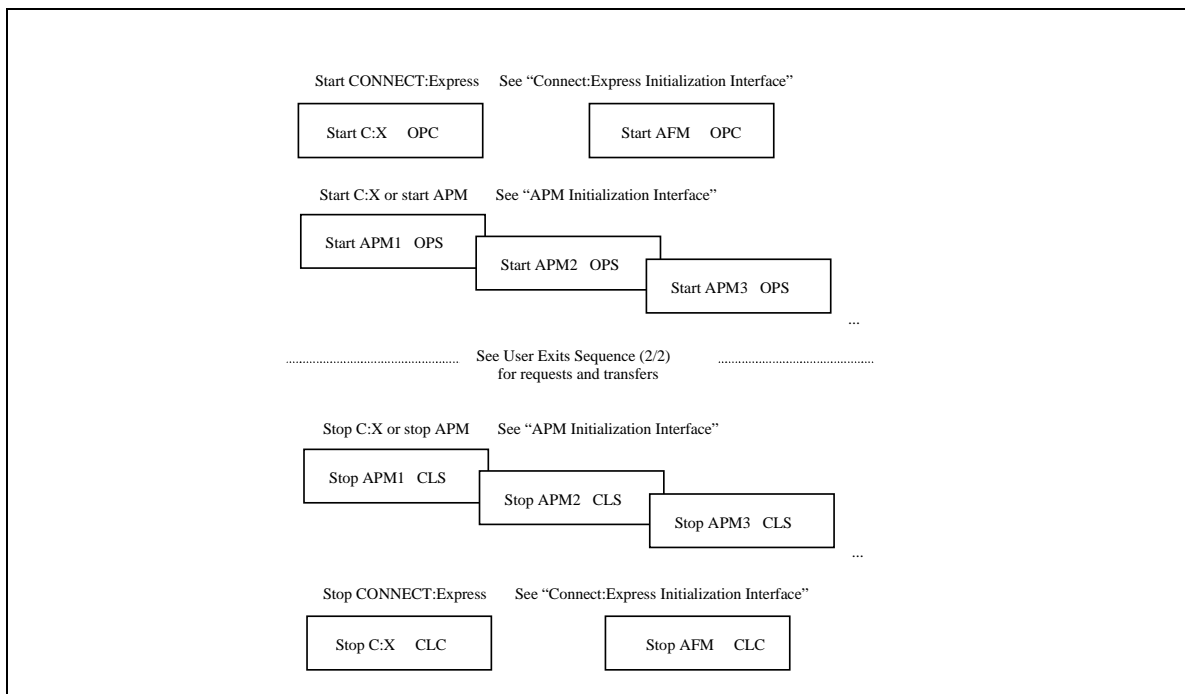 Start CONNECT:Express See “Connect:Express Initialization Interface”
Start C:X OPC Start AFM OPC
Start C:X or start APM See “APM Initialization Interface”
Start APM1 OPS
Start APM2 OPS
Start APM3 OPS
...
See User Exits Sequence (2/2)
for requests and transfers
Stop C:X or stop APM See “APM Initialization Interface”
Stop APM1 CLS
Stop APM2 CLS
Stop APM3 CLS
...
Stop CONNECT:Express See “Connect:Express Initialization Interface”
Stop C:X CLC Stop AFM CLC